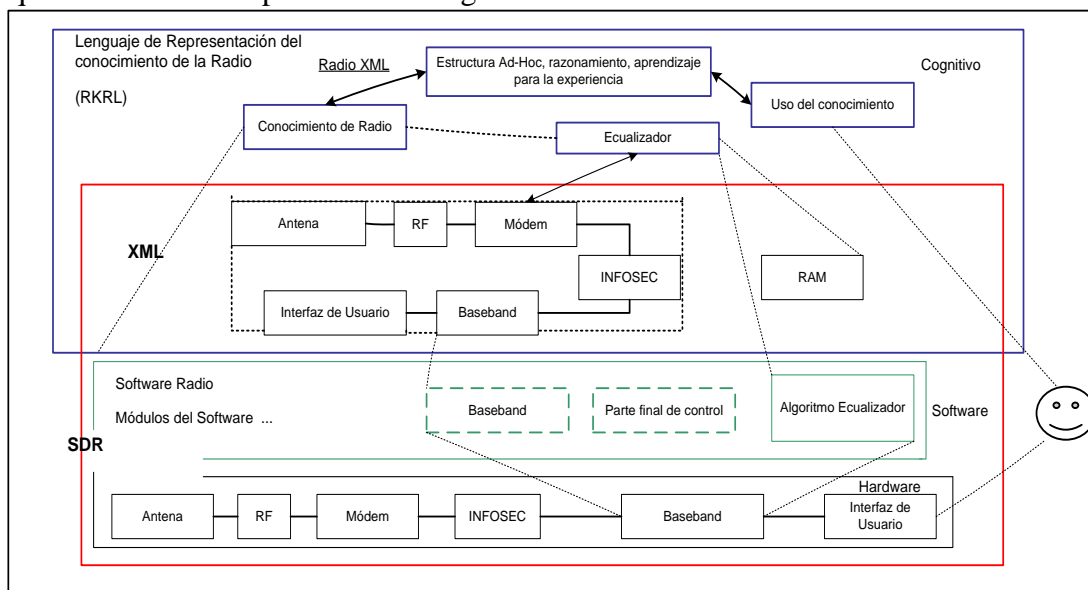 Lenguaje de Representación del
conocimiento de la Radio
(RKRL)
Radio XML
Estructura Ad-Hoc, razonamiento, aprendizaje
para la experiencia
Cognitivo
Uso del conocimiento
Conocimiento de Radio
Ecualizador
Antena
RF
Módem
XML
INFOSEC
RAM
Interfaz de Usuario
Baseband
Software Radio
Módulos del Software ...
Baseband
Parte final de control
Algoritmo Ecualizador
Software
SDR
Hardware
Antena
RF
Módem
INFOSEC
Baseband
Interfaz de
Usuario